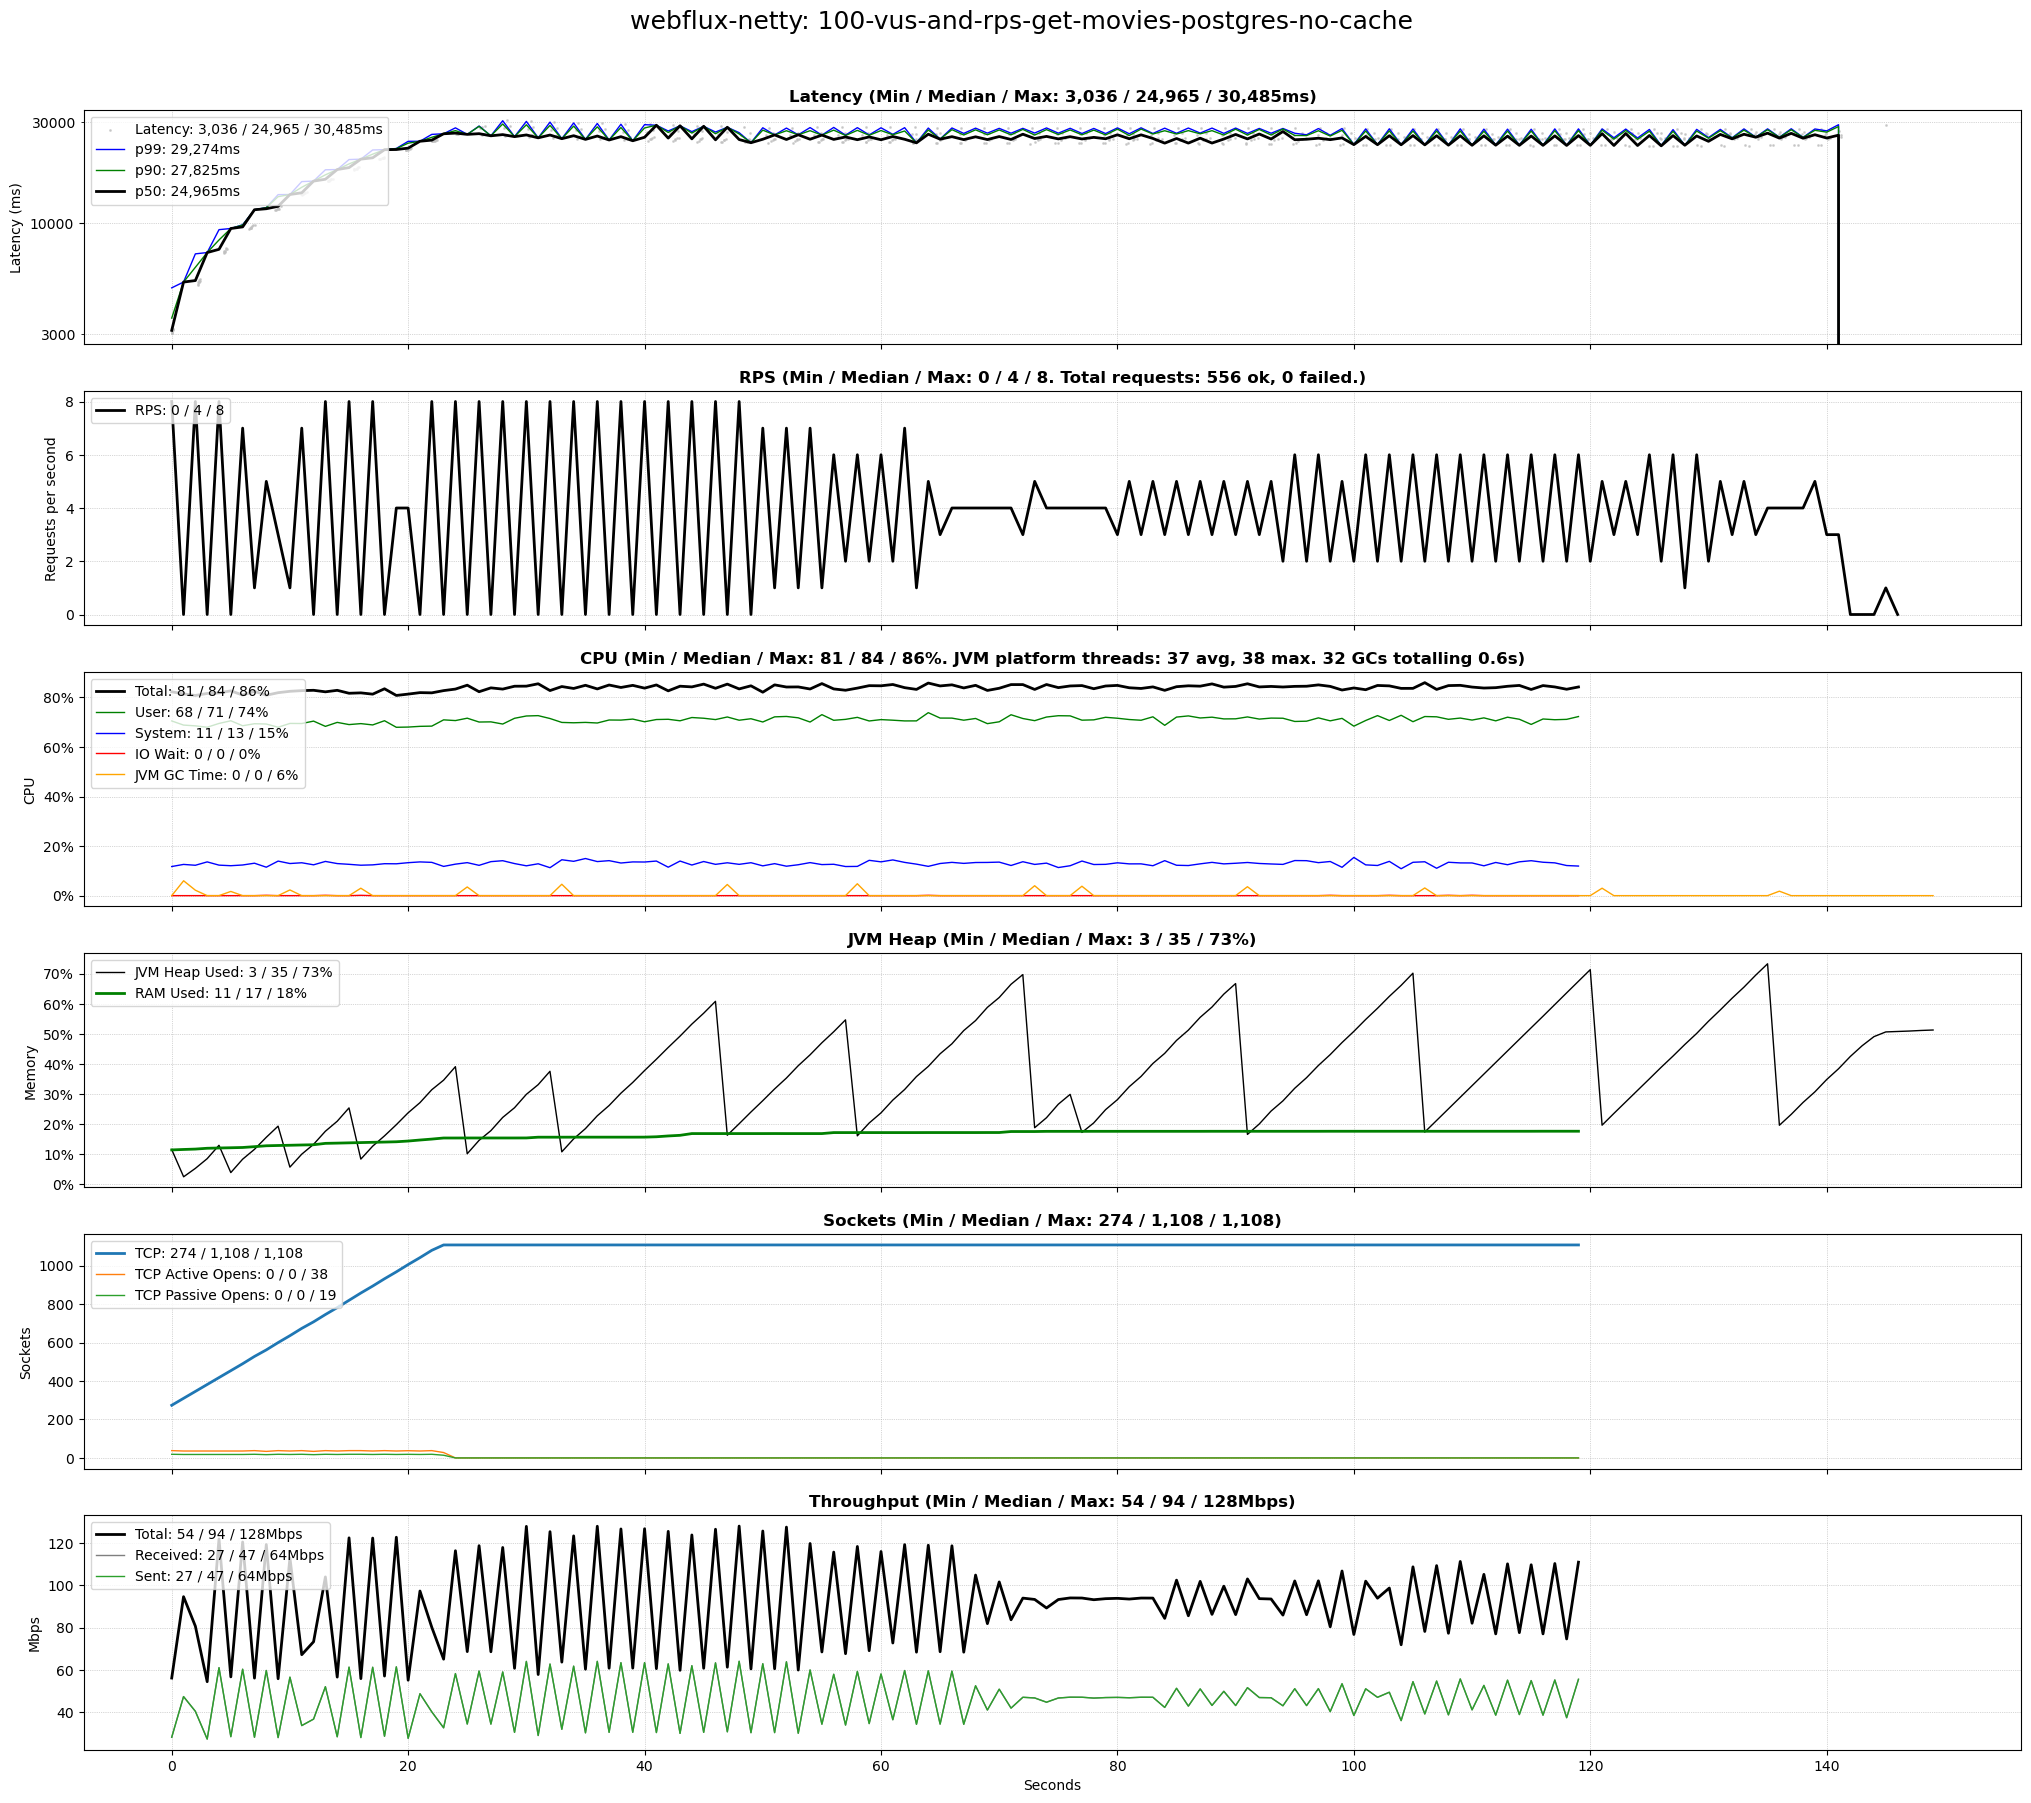 webflux-netty: 100-vus-and-rps-get-movies-postgres-no-cache
Latency (Min / Median / Max: 3,036 / 24,965 / 30,485ms)
Latency: 3,036 / 24,965 / 30,485ms
p99: 29,274ms
p90: 27,825ms
p50: 24,965ms
30000
10000
3000
Latency (ms)
RPS (Min / Median / Max: 0 / 4 / 8. Total requests: 556 ok, 0 failed.)
RPS: 0 / 4 / 8
8
6
4
2
0
Requests per second
CPU (Min / Median / Max: 81 / 84 / 86%. JVM platform threads: 37 avg, 38 max. 32 GCs totalling 0.6s)
Total: 81 / 84 / 86%
User: 68 / 71 / 74%
System: 11 / 13 / 15%
IO Wait: 0 / 0 / 0%
JVM GC Time: 0 / 0 / 6%
80%
60%
40%
20%
0%
CPU
JVM Heap (Min / Median / Max: 3 / 35 / 73%)
JVM Heap Used: 3 / 35 / 73%
RAM Used: 11 / 17 / 18%
70%
60%
50%
40%
30%
20%
10%
0%
Memory
Sockets (Min / Median / Max: 274 / 1,108 / 1,108)
TCP: 274 / 1,108 / 1,108
TCP Active Opens: 0 / 0 / 38
TCP Passive Opens: 0 / 0 / 19
1000
800
600
400
200
0
Sockets
Throughput (Min / Median / Max: 54 / 94 / 128Mbps)
Total: 54 / 94 / 128Mbps
Received: 27 / 47 / 64Mbps
Sent: 27 / 47 / 64Mbps
120
100
80
60
40
Mbps
0 20 40 60 80 100 120 140
Seconds